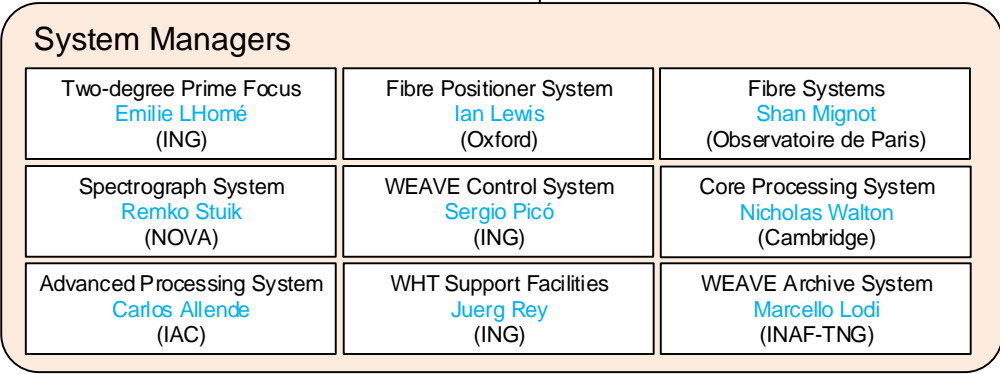 System Managers
Two-degree Prime Focus
Emilie LHomé
(ING)
Fibre Positioner System
Ian Lewis
(Oxford)
Fibre Systems
Shan Mignot
(Observatoire de Paris)
Spectrograph System
Remko Stuik
(NOVA)
WEAVE Control System
Sergio Picó
(ING)
Core Processing System
Nicholas Walton
(Cambridge)
Advanced Processing System
Carlos Allende
(IAC)
WHT Support Facilities
Juerg Rey
(ING)
WEAVE Archive System
Marcello Lodi
(INAF-TNG)